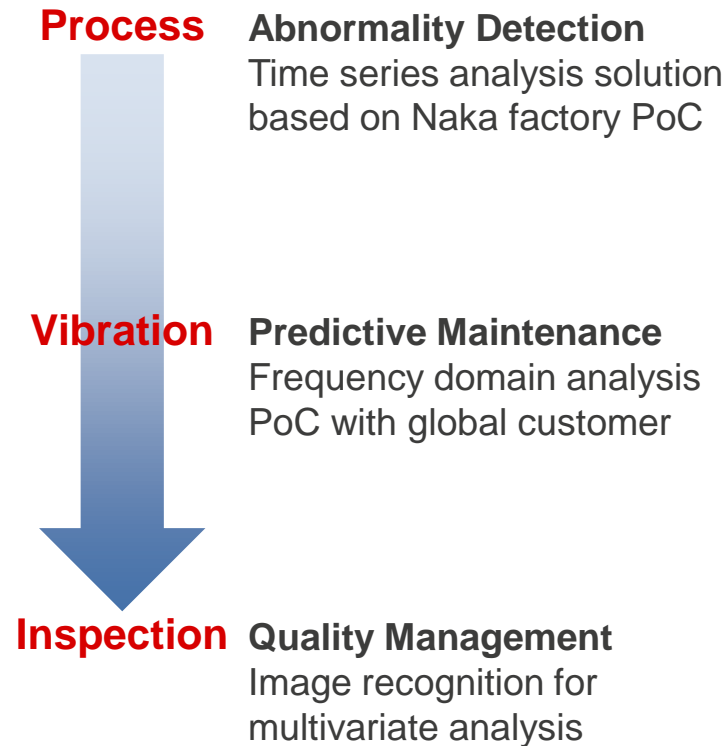 Process
Abnormality Detection
Time series analysis solution
based on Naka factory PoC
Vibration
Predictive Maintenance
Frequency domain analysis
PoC with global customer
Inspection
Quality Management
Image recognition for
multivariate analysis